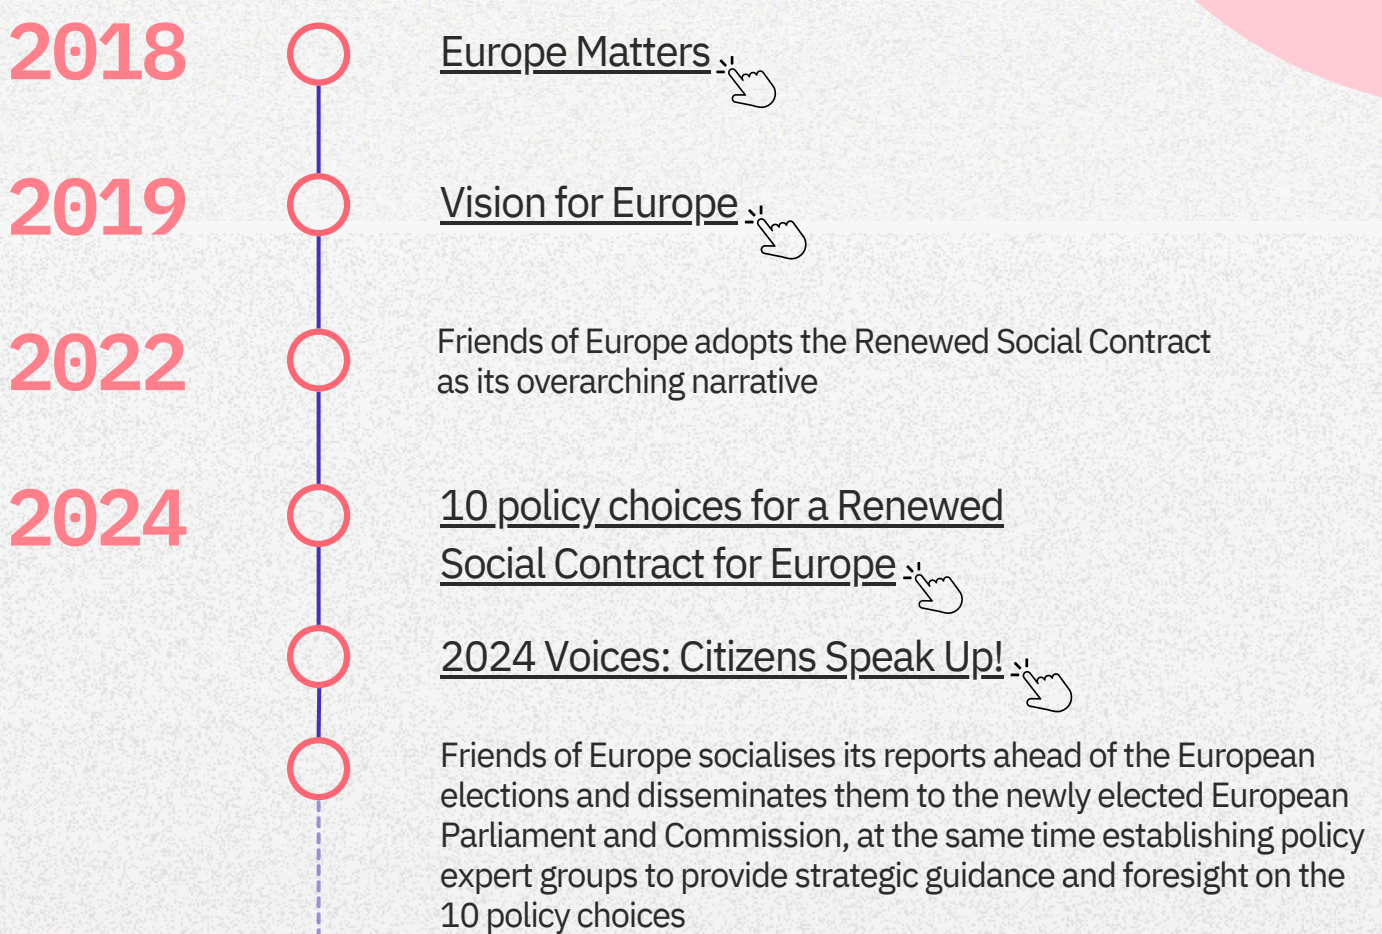 2018
Europe Matters
2019
Vision for Europe
2022
Friends of Europe adopts the Renewed Social Contract
as its overarching narrative
2024
10 policy choices for a Renewed
Social Contract for Europe
2024 Voices: Citizens Speak Up!
Friends of Europe socialises its reports ahead of the European
elections and disseminates them to the newly elected European
Parliament and Commission, at the same time establishing policy
expert groups to provide strategic guidance and foresight on the
10 policy choices